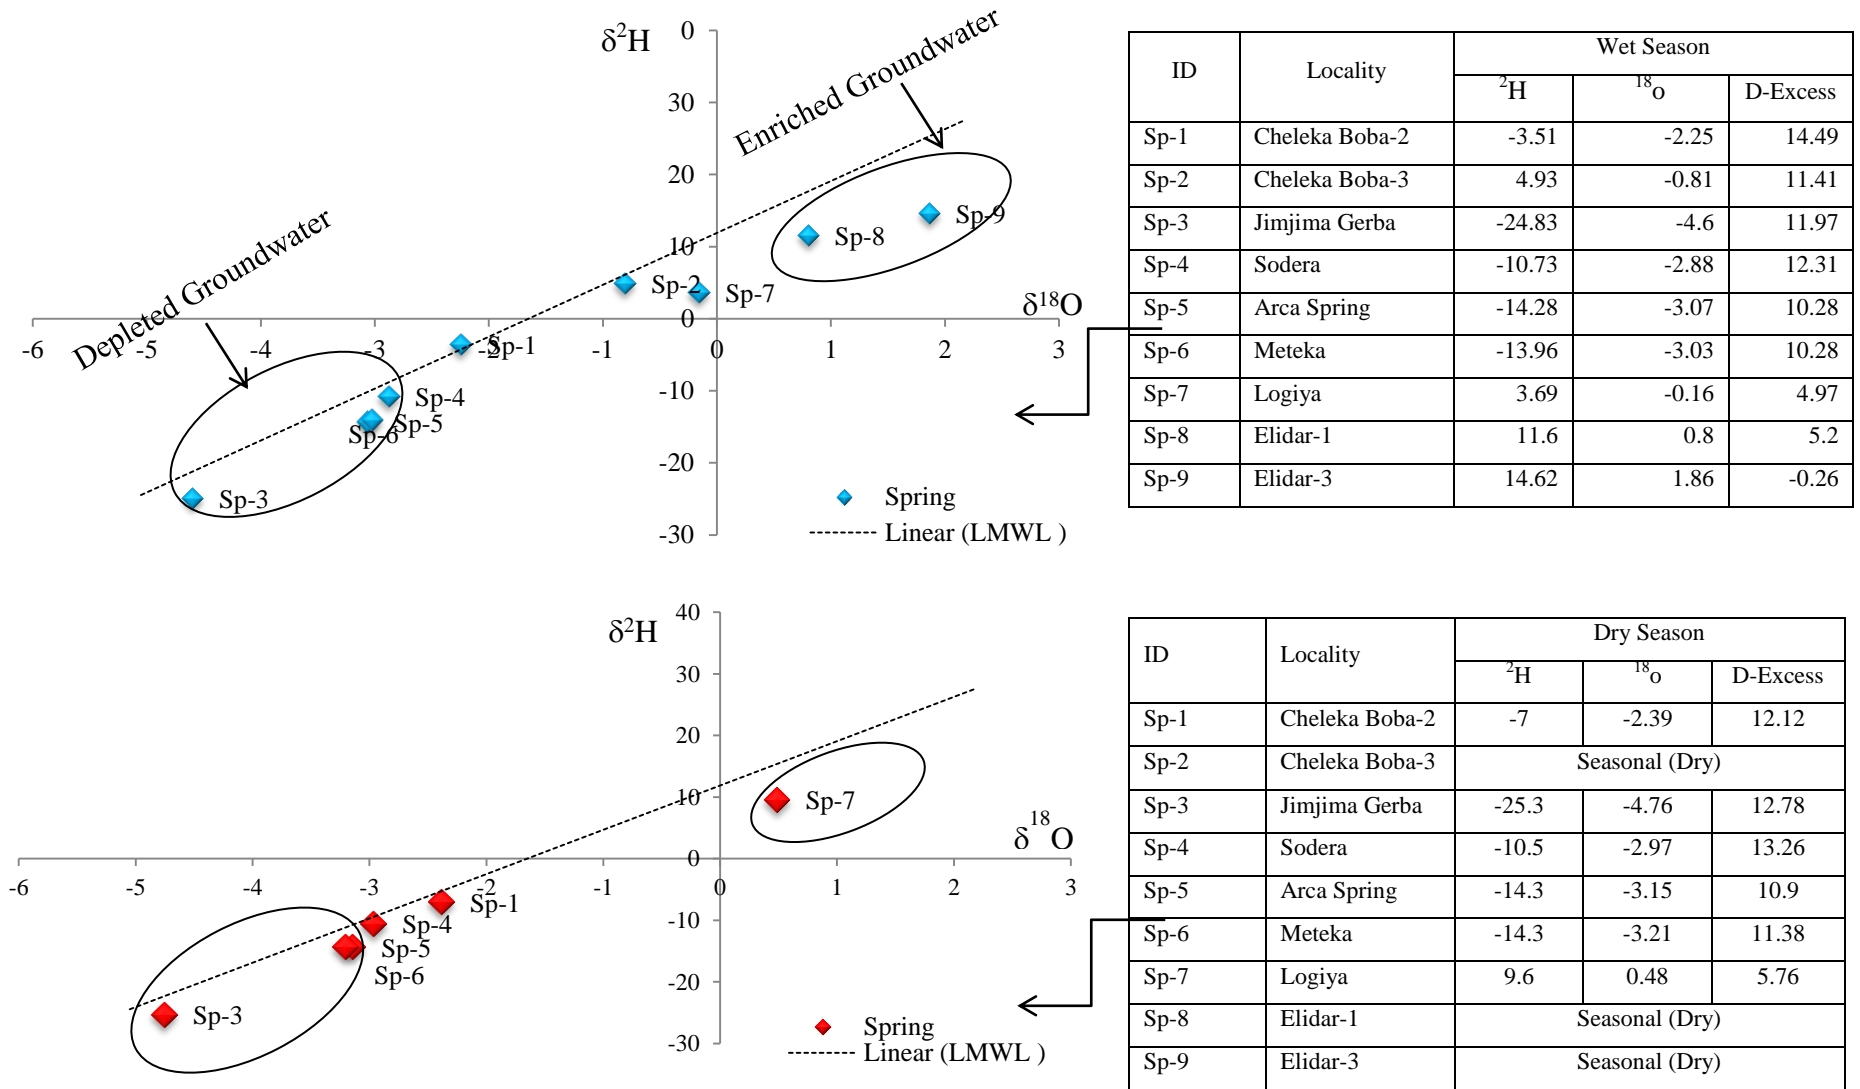 δ²H
0
30
20
10
0
-10
-20
-30
-6
-5
-4
-3
-2
-1
0
1
2
3
δ¹⁸O
Enriched Groundwater
Depleted Groundwater
Sp-9
Sp-8
Sp-2
Sp-7
Sp-1
Sp-4
Sp-5
Sp-6
Sp-3
Spring
Linear (LMWL )
ID Locality Wet Season
²H ¹⁸o D-Excess
Sp-1 Cheleka Boba-2 -3.51 -2.25 14.49
Sp-2 Cheleka Boba-3 4.93 -0.81 11.41
Sp-3 Jimjima Gerba -24.83 -4.6 11.97
Sp-4 Sodera -10.73 -2.88 12.31
Sp-5 Arca Spring -14.28 -3.07 10.28
Sp-6 Meteka -13.96 -3.03 10.28
Sp-7 Logiya 3.69 -0.16 4.97
Sp-8 Elidar-1 11.6 0.8 5.2
Sp-9 Elidar-3 14.62 1.86 -0.26
δ²H
40
30
20
10
0
-10
-20
-30
-6
-5
-4
-3
-2
-1
0
1
2
3
δ¹⁸O
Sp-7
Sp-1
Sp-4
Sp-5
Sp-6
Sp-3
Spring
Linear (LMWL )
ID Locality Dry Season
²H ¹⁸o D-Excess
Sp-1 Cheleka Boba-2 -7 -2.39 12.12
Sp-2 Cheleka Boba-3 Seasonal (Dry)
Sp-3 Jimjima Gerba -25.3 -4.76 12.78
Sp-4 Sodera -10.5 -2.97 13.26
Sp-5 Arca Spring -14.3 -3.15 10.9
Sp-6 Meteka -14.3 -3.21 11.38
Sp-7 Logiya 9.6 0.48 5.76
Sp-8 Elidar-1 Seasonal (Dry)
Sp-9 Elidar-3 Seasonal (Dry)